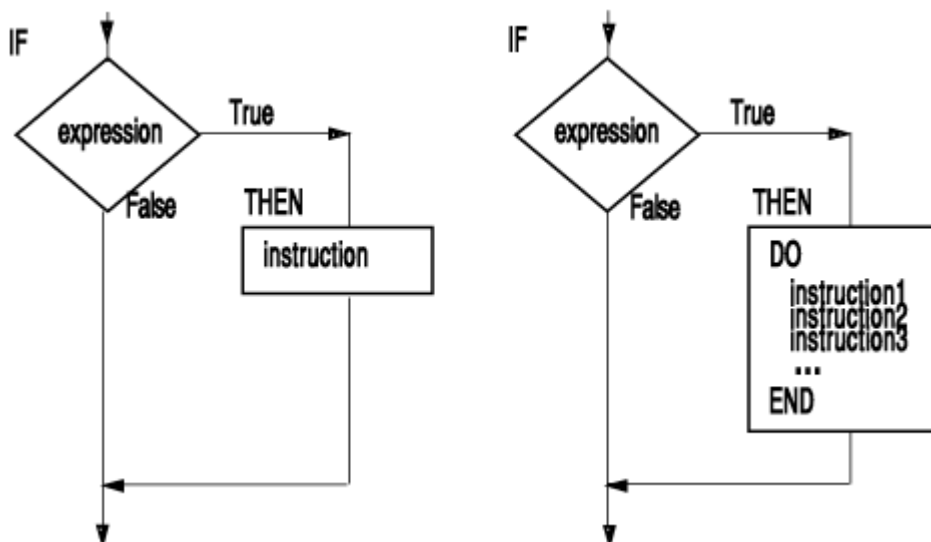 IF
expression
True
False
THEN
instruction
IF
expression
True
False
THEN
DO
instruction1
instruction2
instruction3
...
END